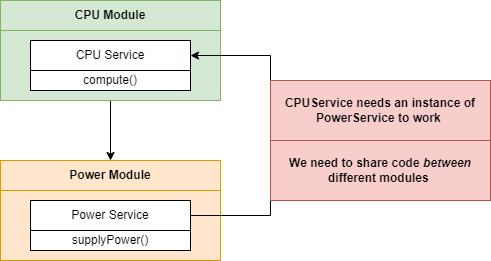 CPU Module
CPU Service
compute()
CPUService needs an instance of
PowerService to work
We need to share code between
different modules
Power Module
Power Service
supplyPower()